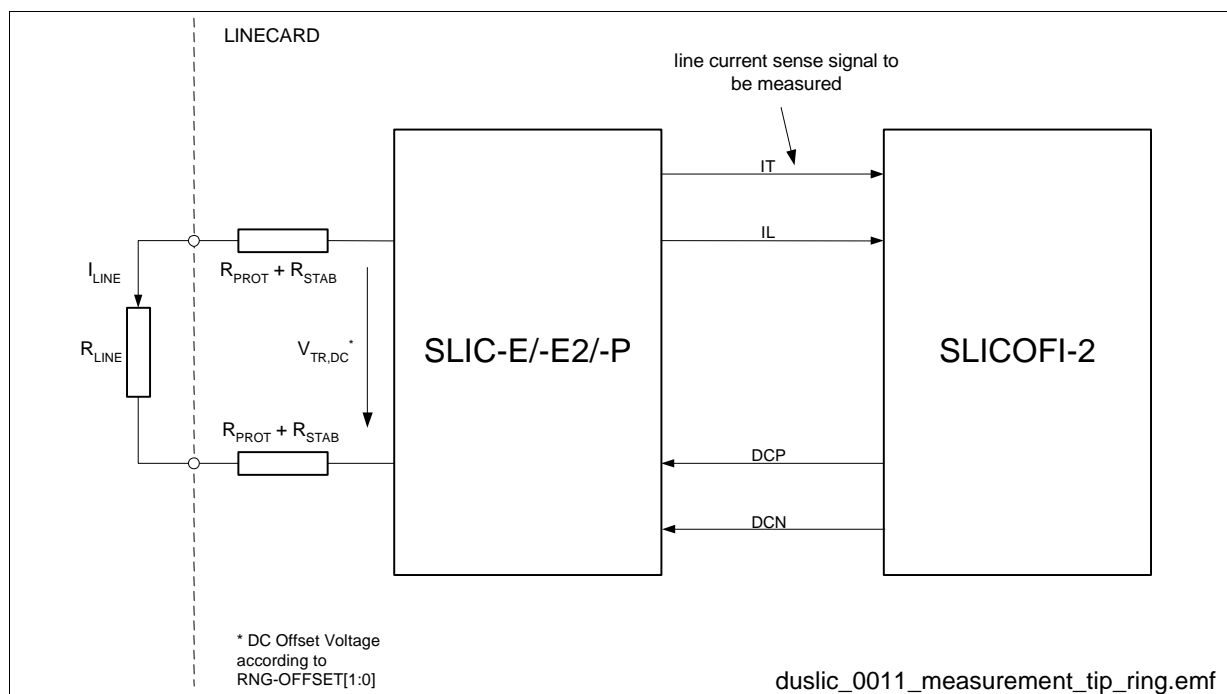 LINECARD
line current sense signal to
be measured
IT
IL
I_LINE
R_PROT + R_STAB
R_LINE
V_TR,DC*
SLIC-E/-E2/-P
SLICOFI-2
R_PROT + R_STAB
DCP
DCN
* DC Offset Voltage
according to
RNG-OFFSET[1:0]
duslic_0011_measurement_tip_ring.emf